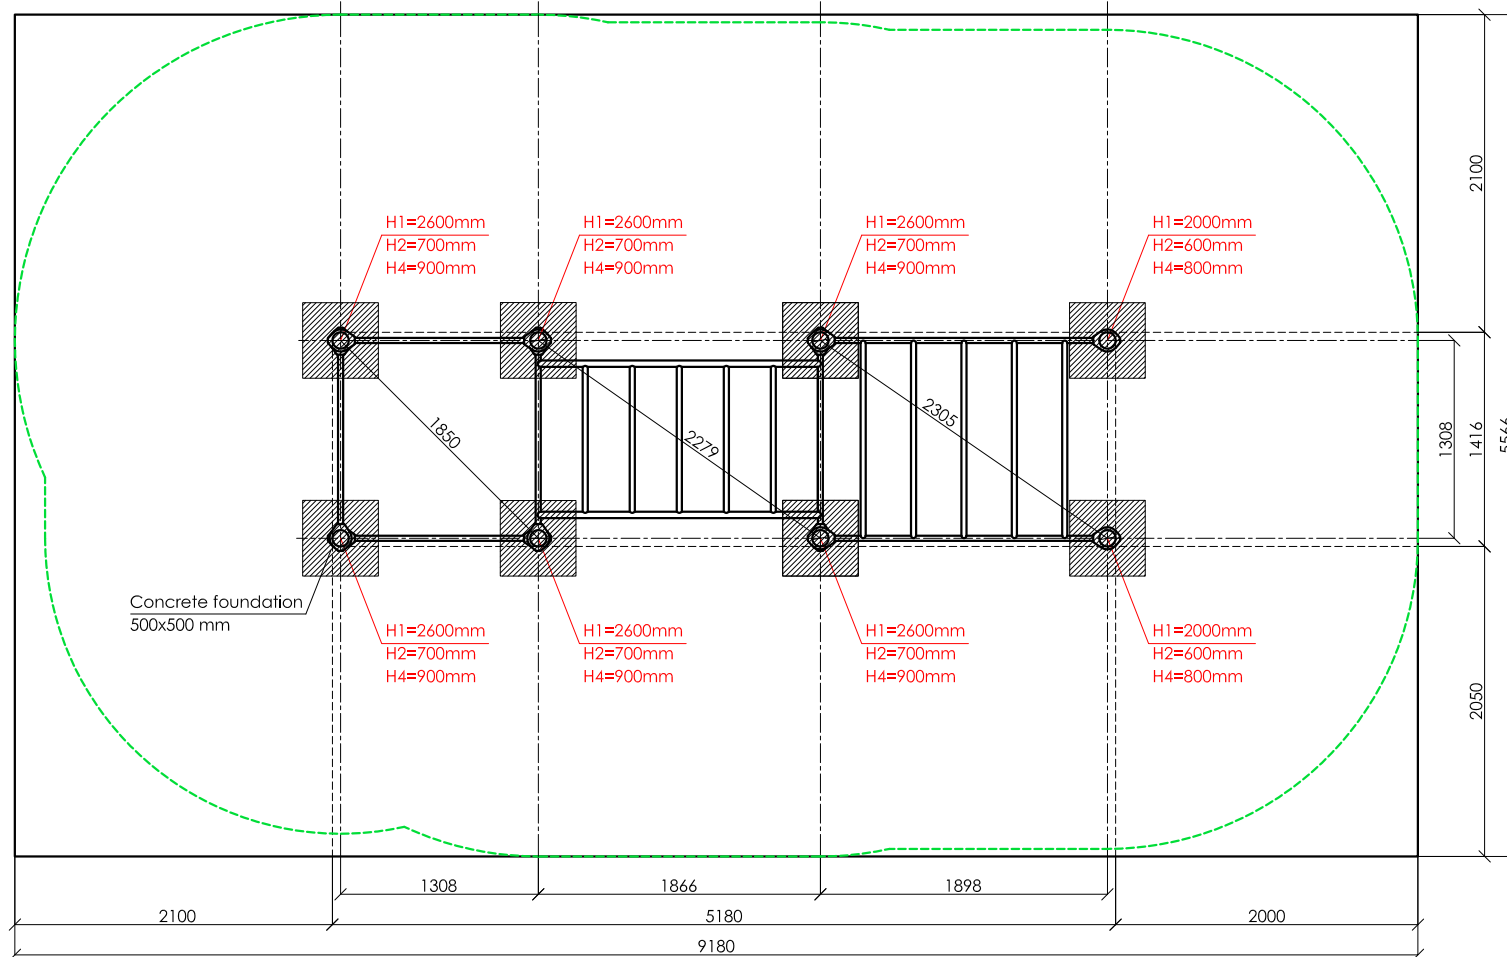 H1=2600mm
H2=700mm
H4=900mm
H1=2600mm
H2=700mm
H4=900mm
H1=2600mm
H2=700mm
H4=900mm
H1=2000mm
H2=600mm
H4=800mm
2100
1850
2279
2305
1308
1416
Concrete foundation
500x500 mm
H1=2600mm
H2=700mm
H4=900mm
H1=2600mm
H2=700mm
H4=900mm
H1=2600mm
H2=700mm
H4=900mm
H1=2000mm
H2=600mm
H4=800mm
2050
1308
1866
1898
2100
5180
2000
9180